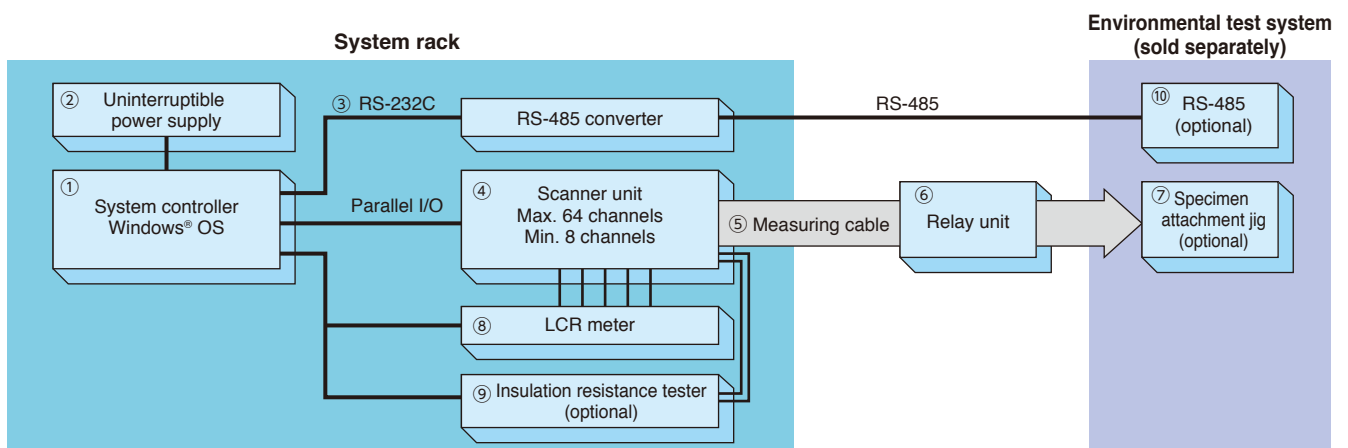 System rack
Environmental test system
(sold separately)
② Uninterruptible
power supply
③ RS-232C
RS-485 converter
RS-485
⑩ RS-485
(optional)
① System controller
Windows® OS
Parallel I/O
④ Scanner unit
Max. 64 channels
Min. 8 channels
⑤ Measuring cable
⑥ Relay unit
⑦ Specimen
attachment jig
(optional)
⑧ LCR meter
⑨ Insulation resistance tester
(optional)